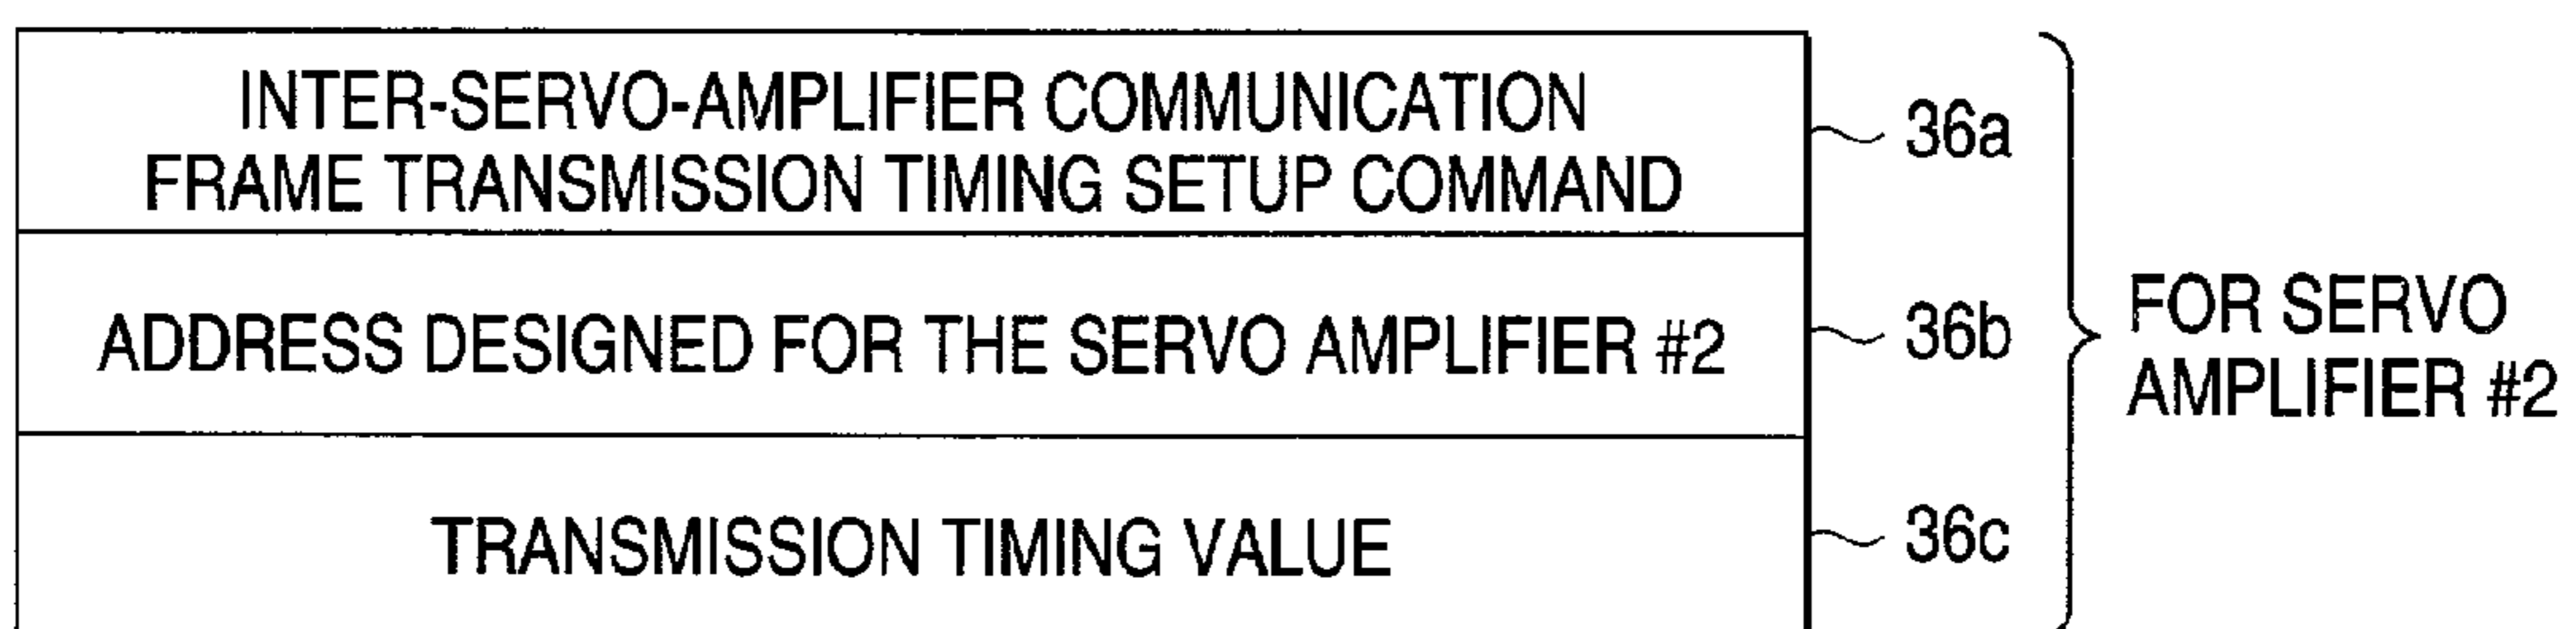 INTER-SERVO-AMPLIFIER COMMUNICATION
FRAME TRANSMISSION TIMING SETUP COMMAND
36a
ADDRESS DESIGNED FOR THE SERVO AMPLIFIER #2
36b
TRANSMISSION TIMING VALUE
36c
FOR SERVO
AMPLIFIER #2